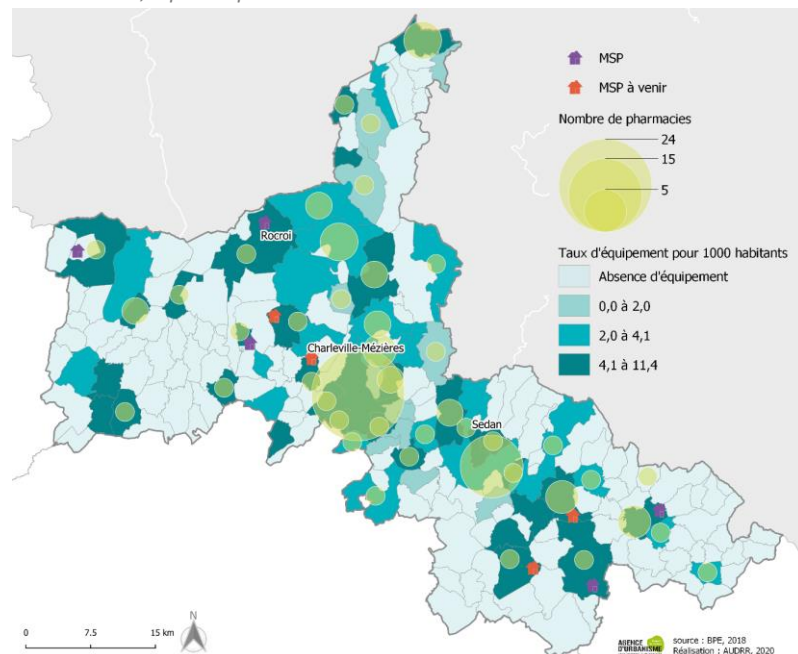 MSP
MSP à venir
Nombre de pharmacies
24
15
5
Taux d'équipement pour 1000 habitants
Absence d'équipement
0,0 à 2,0
2,0 à 4,1
4,1 à 11,4
Rocroi
Charleville-Mézières
Sedan
N
0 7.5 15 km
AGENCE
D'URBANISME
source : BPE, 2018
Réalisation : AUDRR, 2020